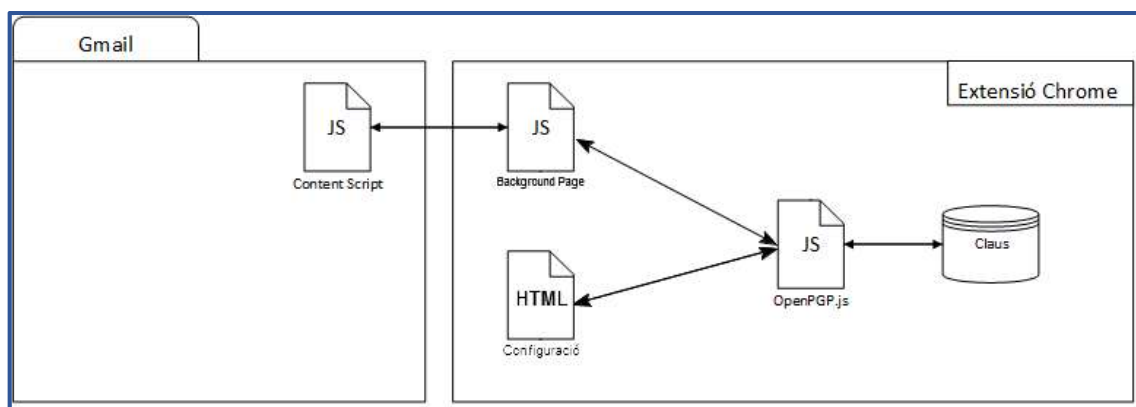 Gmail
Extensió Chrome
JS
Content Script
JS
Background Page
JS
OpenPGP.js
Claus
HTML
Configuració